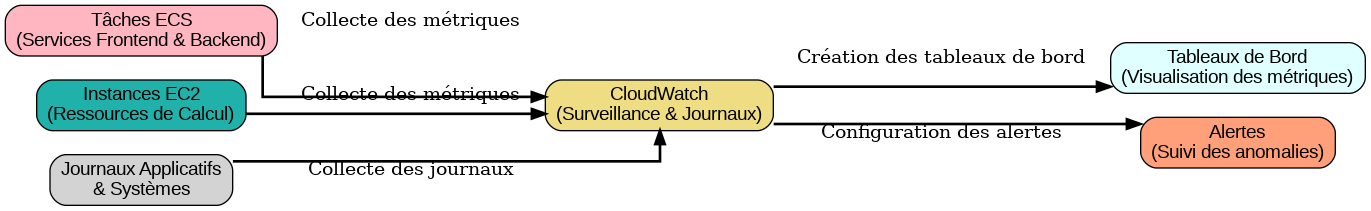 Tâches ECS
(Services Frontend & Backend)
Collecte des métriques
Instances EC2
(Ressources de Calcul)
Collecte des métriques
Journaux Applicatifs
& Systèmes
Collecte des journaux
CloudWatch
(Surveillance & Journaux)
Création des tableaux de bord
Tableaux de Bord
(Visualisation des métriques)
Configuration des alertes
Alertes
(Suivi des anomalies)